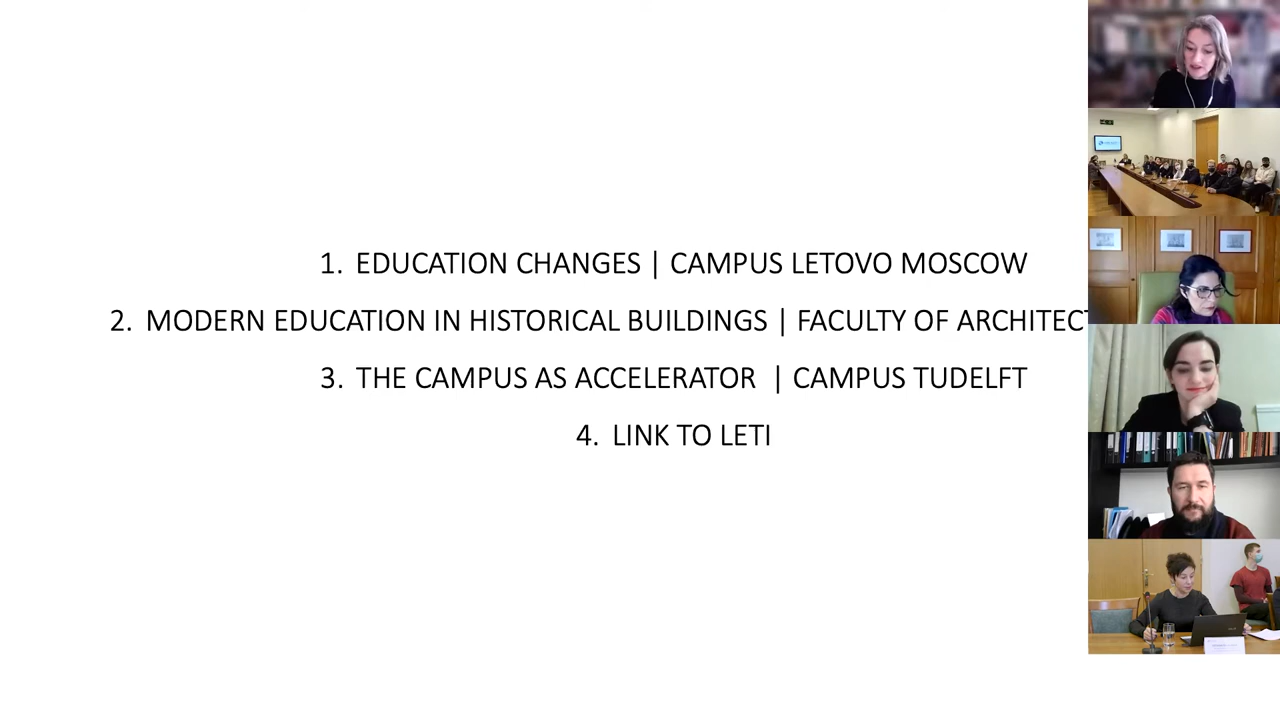 1. EDUCATION CHANGES | CAMPUS LETOVO MOSCOW
2. MODERN EDUCATION IN HISTORICAL BUILDINGS | FACULTY OF
3. THE CAMPUS AS ACCELERATOR | CAMPUS TUDELFT
4. LINK TO LETI